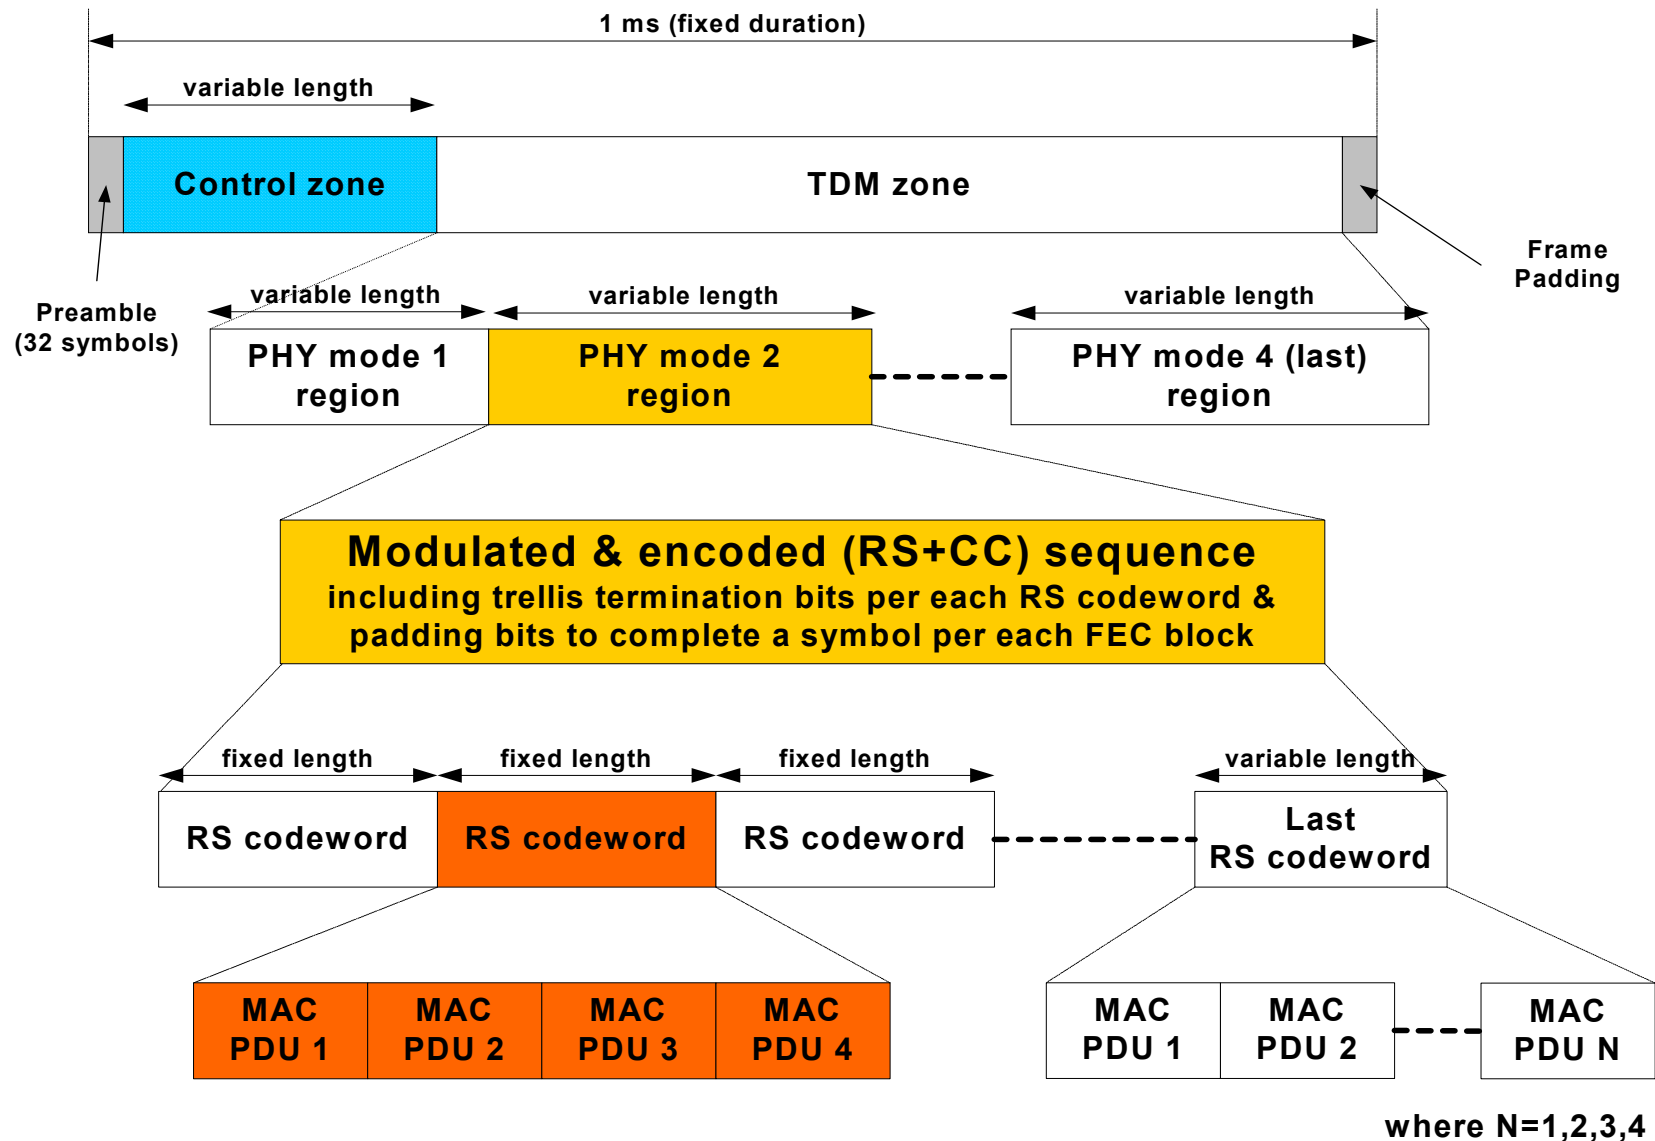 1 ms (fixed duration)
variable length
Control zone
TDM zone
Preamble
(32 symbols)
Frame
Padding
variable length
variable length
variable length
PHY mode 1
region
PHY mode 2
region
PHY mode 4 (last)
region
Modulated & encoded (RS+CC) sequence
including trellis termination bits per each RS codeword &
padding bits to complete a symbol per each FEC block
fixed length
fixed length
fixed length
variable length
RS codeword
RS codeword
RS codeword
Last
RS codeword
MAC
PDU 1
MAC
PDU 2
MAC
PDU 3
MAC
PDU 4
MAC
PDU 1
MAC
PDU 2
MAC
PDU N
where N=1,2,3,4